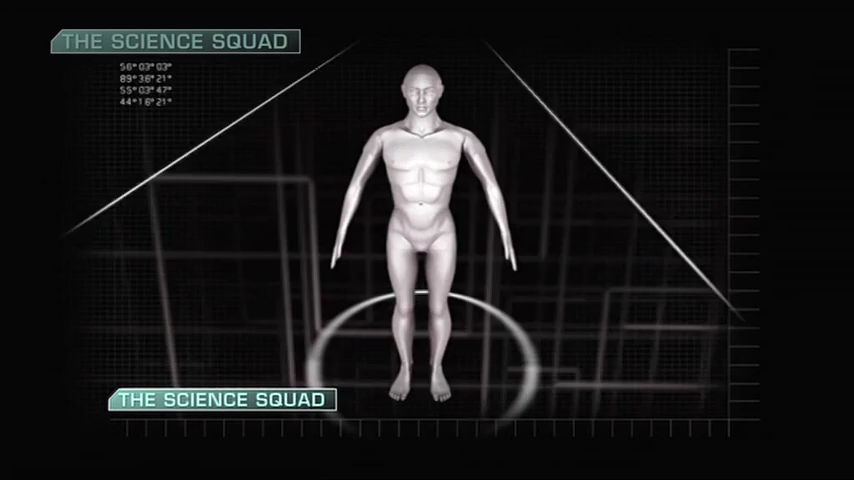 THE SCIENCE SQUAD
56° 03° 03°
89° 36° 21°
55° 03° 47°
44° 16° 21°
THE SCIENCE SQUAD